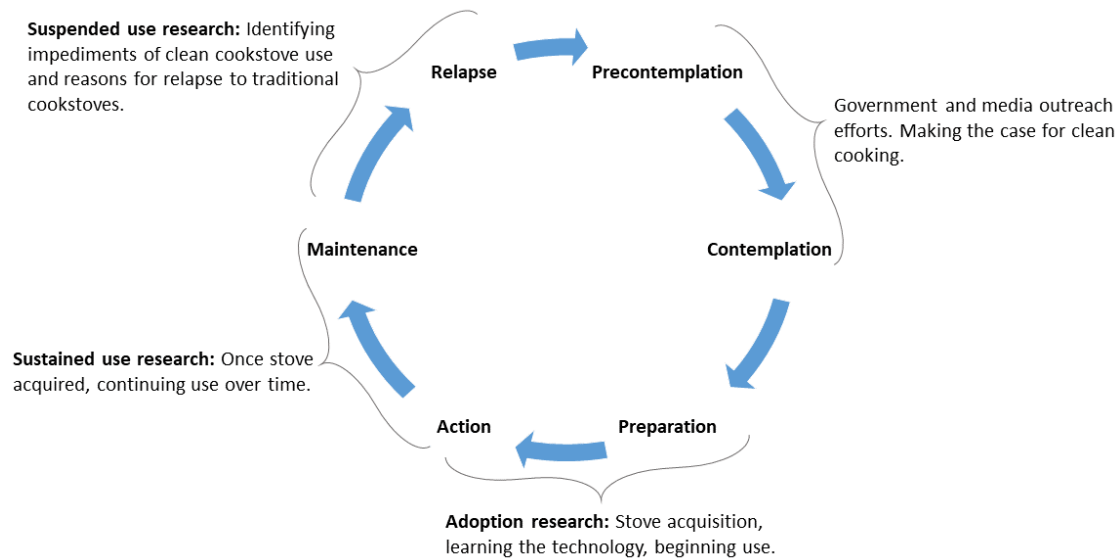 Suspended use research: Identifying
impediments of clean cookstove use
and reasons for relapse to traditional
cookstoves.
Relapse
Precontemplation
Government and media outreach
efforts. Making the case for clean
cooking.
Maintenance
Contemplation
Sustained use research: Once stove
acquired, continuing use over time.
Action
Preparation
Adoption research: Stove acquisition,
learning the technology, beginning use.